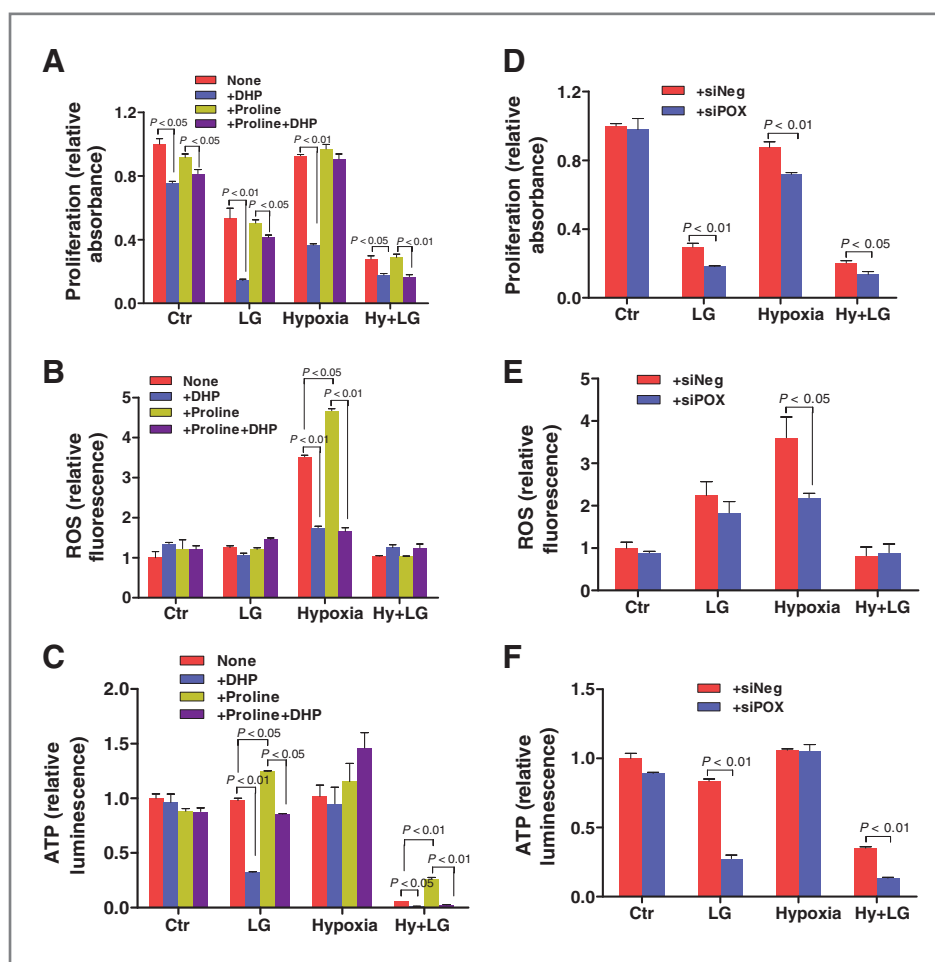 A
None
+DHP
+Proline
+Proline+DHP
Proliferation (relative
absorbance)
1.2
0.8
0.4
0.0
P < 0.05
P < 0.05
P < 0.01
P < 0.05
P < 0.01
P < 0.05
P < 0.01
Ctr
LG
Hypoxia
Hy+LG
B
None
+DHP
+Proline
+Proline+DHP
ROS (relative
fluorescence)
5
4
3
2
1
0
P < 0.05
P < 0.01
P < 0.01
Ctr
LG
Hypoxia
Hy+LG
C
None
+DHP
+Proline
+Proline+DHP
ATP (relative
luminescence)
2.0
1.5
1.0
0.5
0.0
P < 0.05
P < 0.05
P < 0.01
P < 0.01
P < 0.01
P < 0.05
Ctr
LG
Hypoxia
Hy+LG
D
+siNeg
+siPOX
Proliferation (relative
absorbance)
1.2
0.8
0.4
0.0
P < 0.01
P < 0.01
P < 0.05
Ctr
LG
Hypoxia
Hy+LG
E
+siNeg
+siPOX
ROS (relative
fluorescence)
5
4
3
2
1
0
P < 0.05
Ctr
LG
Hypoxia
Hy+LG
F
+siNeg
+siPOX
ATP (relative
luminescence)
1.5
1.0
0.5
0.0
P < 0.01
P < 0.01
Ctr
LG
Hypoxia
Hy+LG